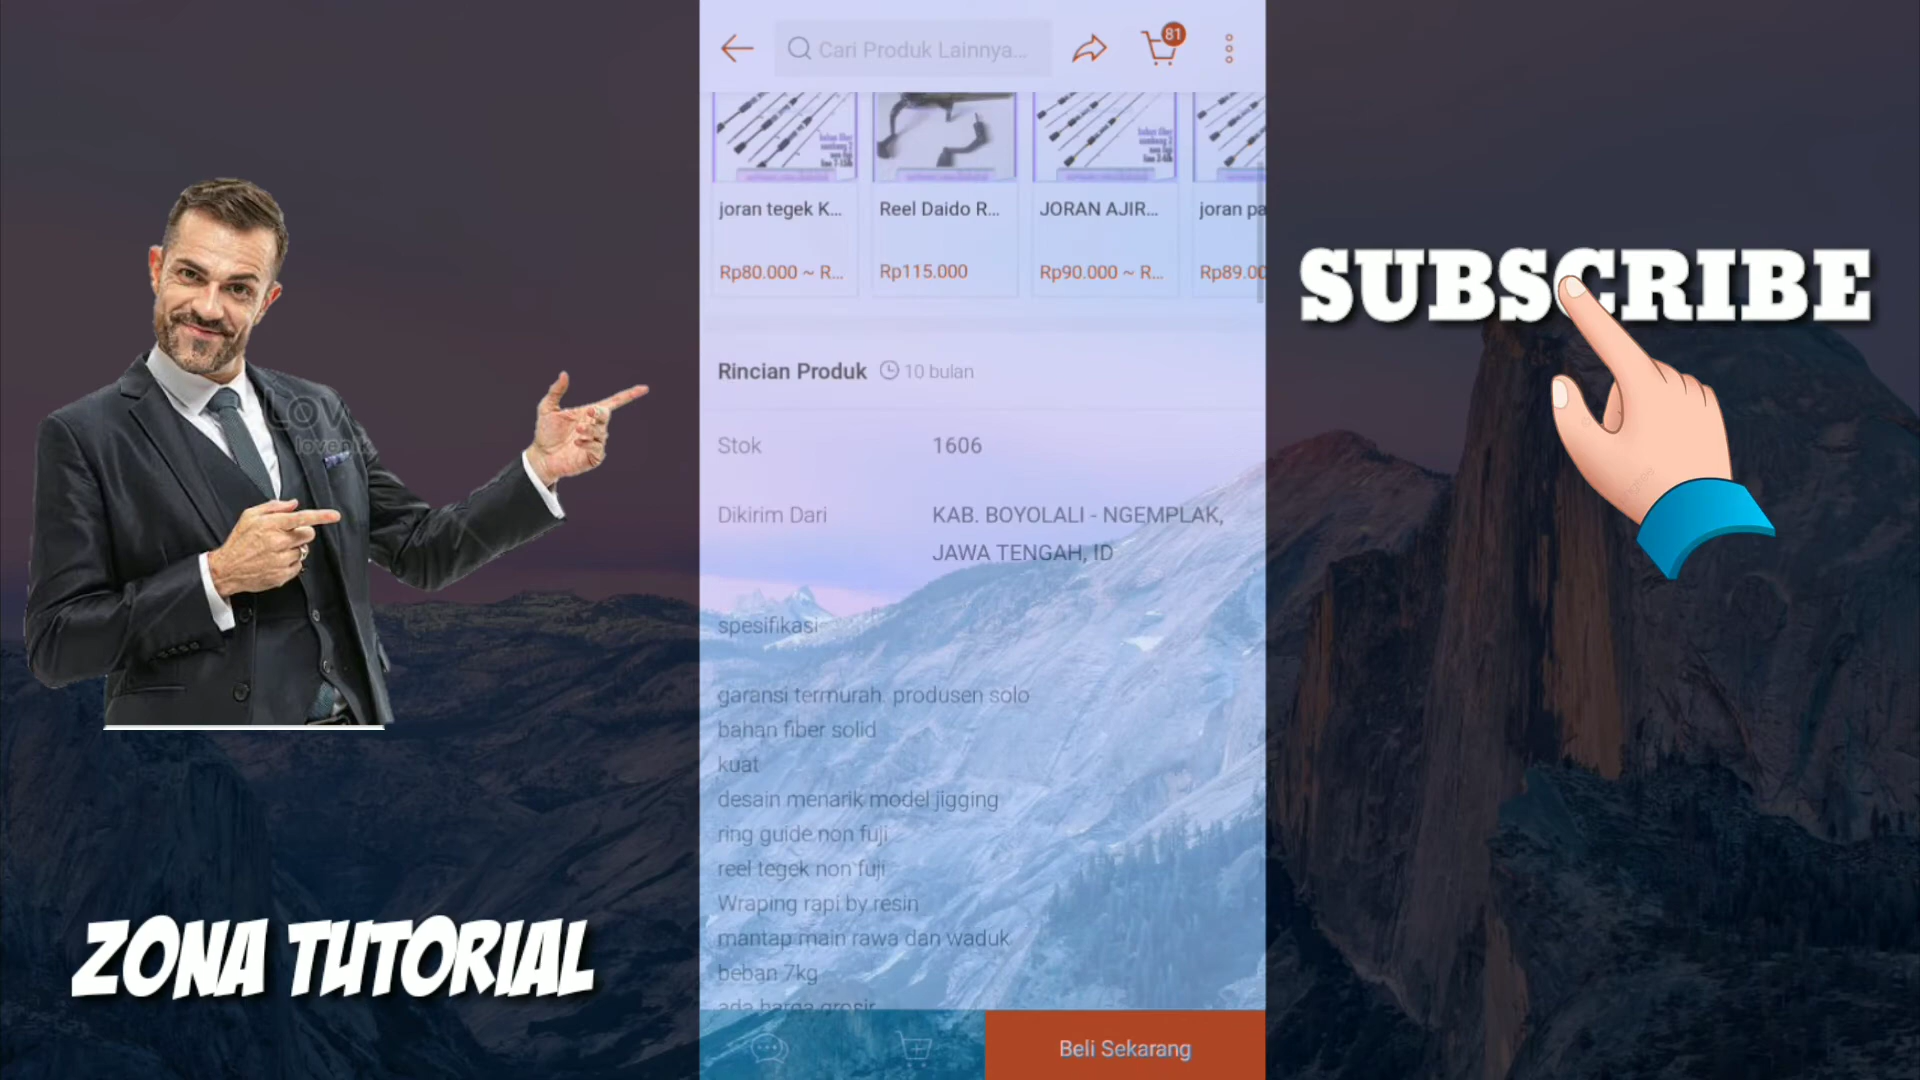 81
Cari Produk Lainnya...
joran tegek K...
Reel Daido R...
JORAN AJIR...
joran pa
Rp80.000 ~ R...
Rp115.000
Rp90.000 ~ R...
Rp89.00
SUBSCRIBE
Rincian Produk
10 bulan
Stok
1606
Dikirim Dari
KAB. BOYOLALI - NGEMPLAK,
JAWA TENGAH, ID
spesifikasi
garansi termurah. produsen solo
bahan fiber solid
kuat
desain menarik model jigging
ring guide non fuji
reel tegek non fuji
Wraping rapi by resin
mantap main rawa dan waduk
beban 7kg
ada harga grosir
ZONA TUTORIAL
Beli Sekarang